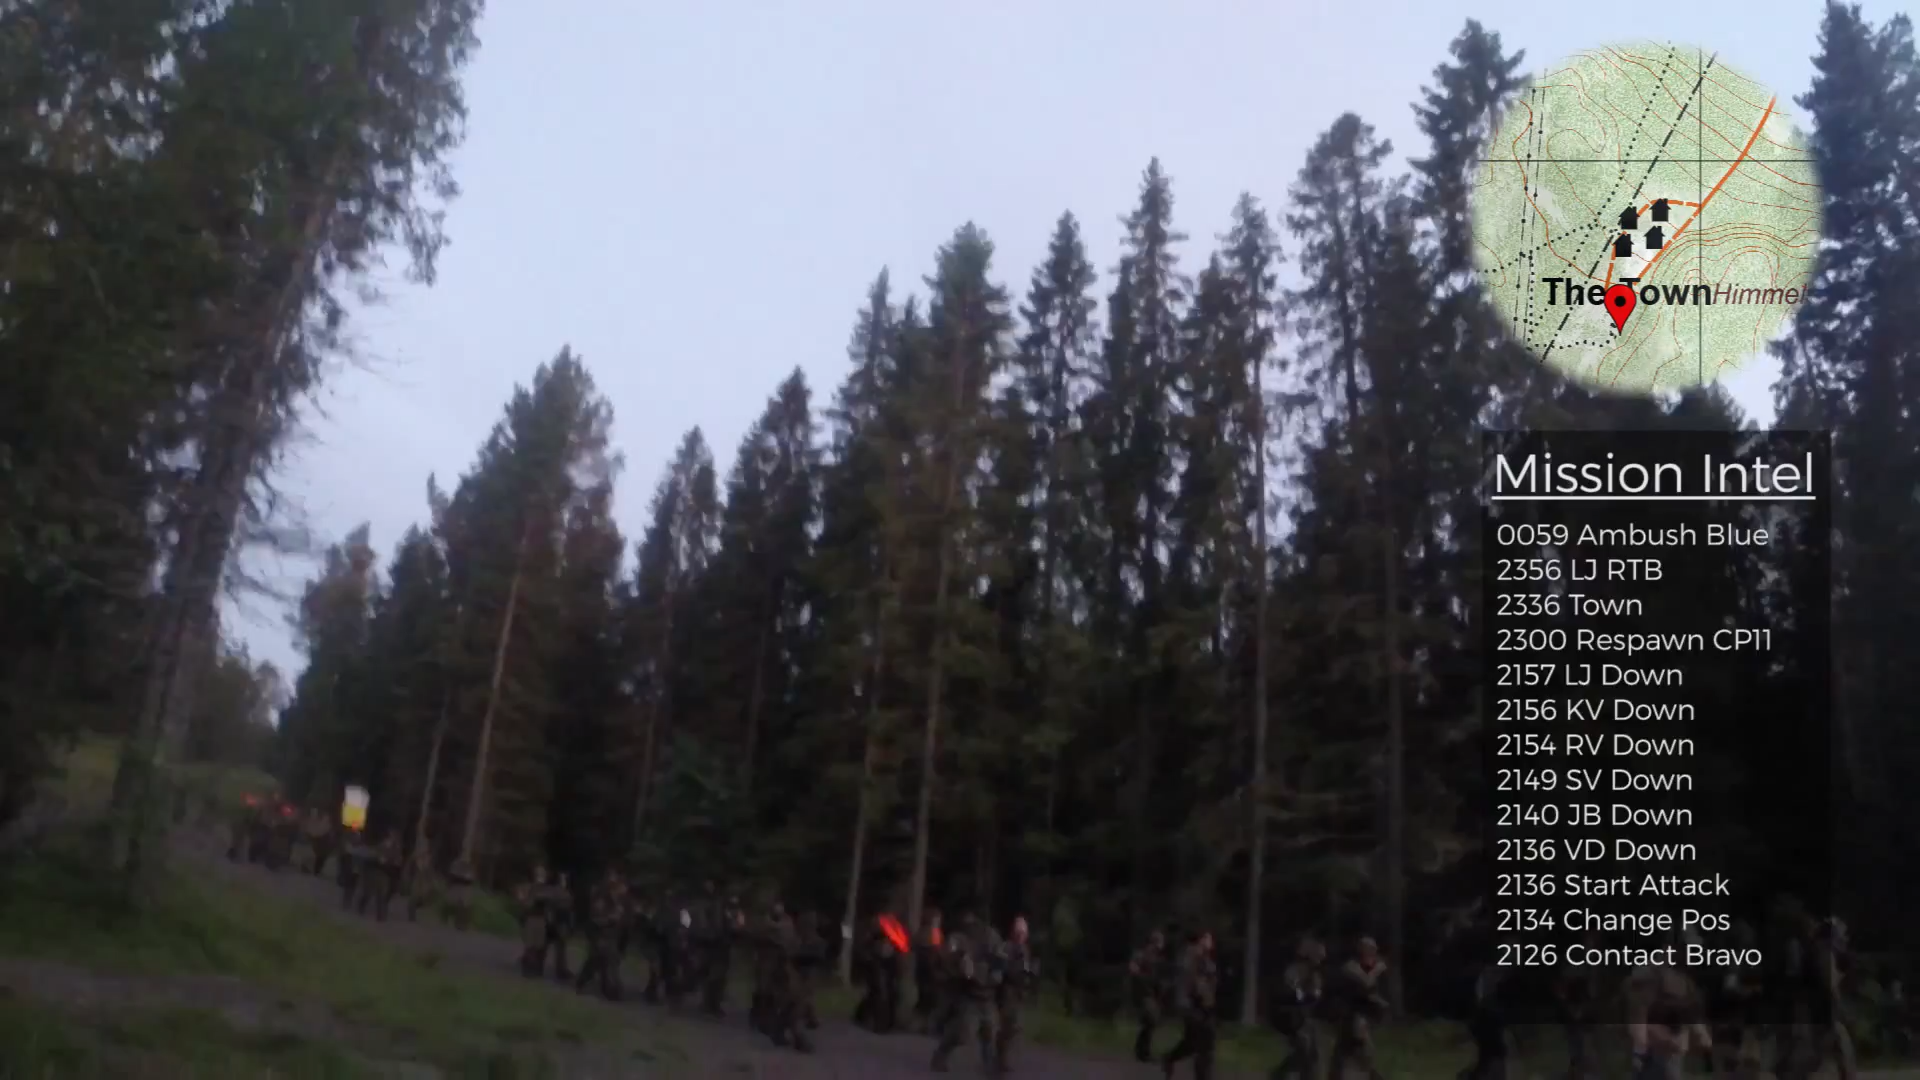 The Town
Himmel
Mission Intel
0059 Ambush Blue
2356 LJ RTB
2336 Town
2300 Respawn CP11
2157 LJ Down
2156 KV Down
2154 RV Down
2149 SV Down
2140 JB Down
2136 VD Down
2136 Start Attack
2134 Change Pos
2126 Contact Bravo